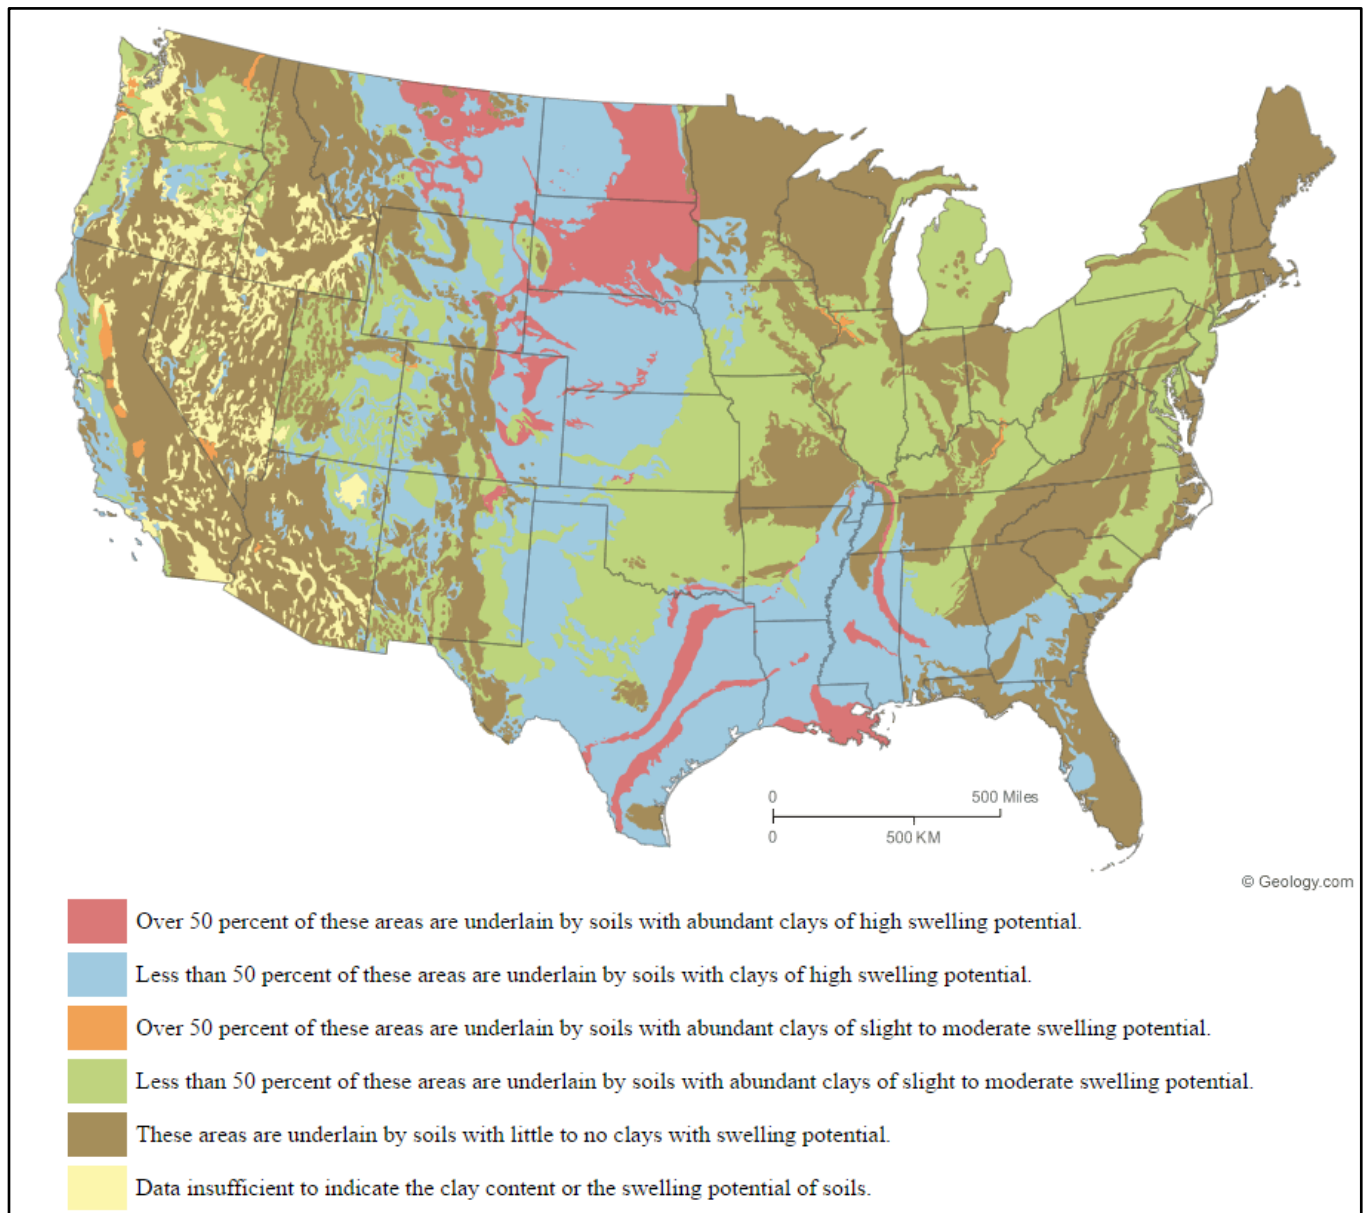 0 500 Miles
0 500 KM
© Geology.com
Over 50 percent of these areas are underlain by soils with abundant clays of high swelling potential.
Less than 50 percent of these areas are underlain by soils with clays of high swelling potential.
Over 50 percent of these areas are underlain by soils with abundant clays of slight to moderate swelling potential.
Less than 50 percent of these areas are underlain by soils with abundant clays of slight to moderate swelling potential.
These areas are underlain by soils with little to no clays with swelling potential.
Data insufficient to indicate the clay content or the swelling potential of soils.